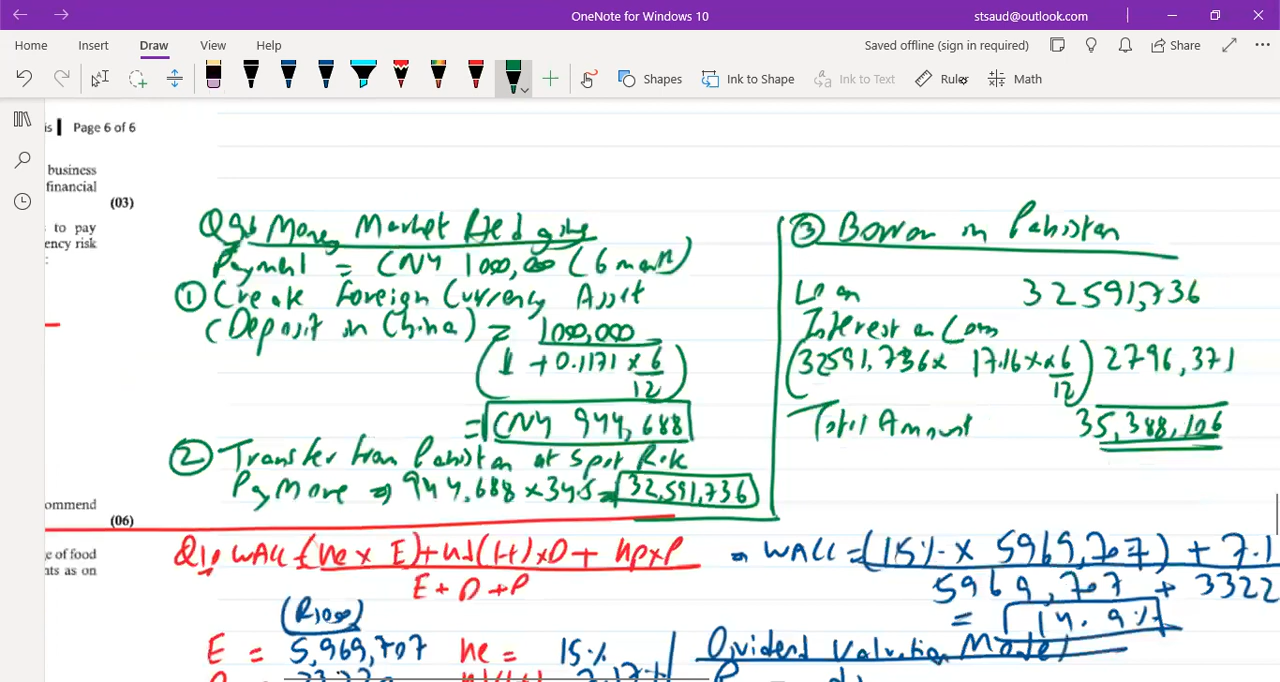 OneNote for Windows 10
stsaud@outlook.com
Home Insert Draw View Help
Saved offline (sign in required)
Share
Shapes
Ink to Shape
Ink to Text
Ruler
Math
is | Page 6 of 6
business
financial
(03)
to pay
ency risk
ommend
(06)
e of food
nts as on
Q9b Money Market Hedging
Payment = CNY 1000,000 (6 month)
① Create Foreign Currency Asset
(Deposit in China) = 1000,000
(1 + 0.1171 × 6/12)
= CNY 944,688
② Transfer from Pakistan at Spot Risk
Pay More ⇒ 944,688 × 34.5 = 32,591,736
③ Borrow in Pakistan
Loan 32591,736
Interest on Loan
(32591,736 × 17.16 × 6/12) 2796,371
Total Amount 35,388,106
Q10 WACC = (ke × E) + kd(1-t) × D + kp × P
E + D + P
⇒ WACC = (15% × 5969,707) + 7.1
5969,707 + 3322
= 14.9%
(Rs000)
E = 5,969,707 ke = 15%
Dividend Valuation Model